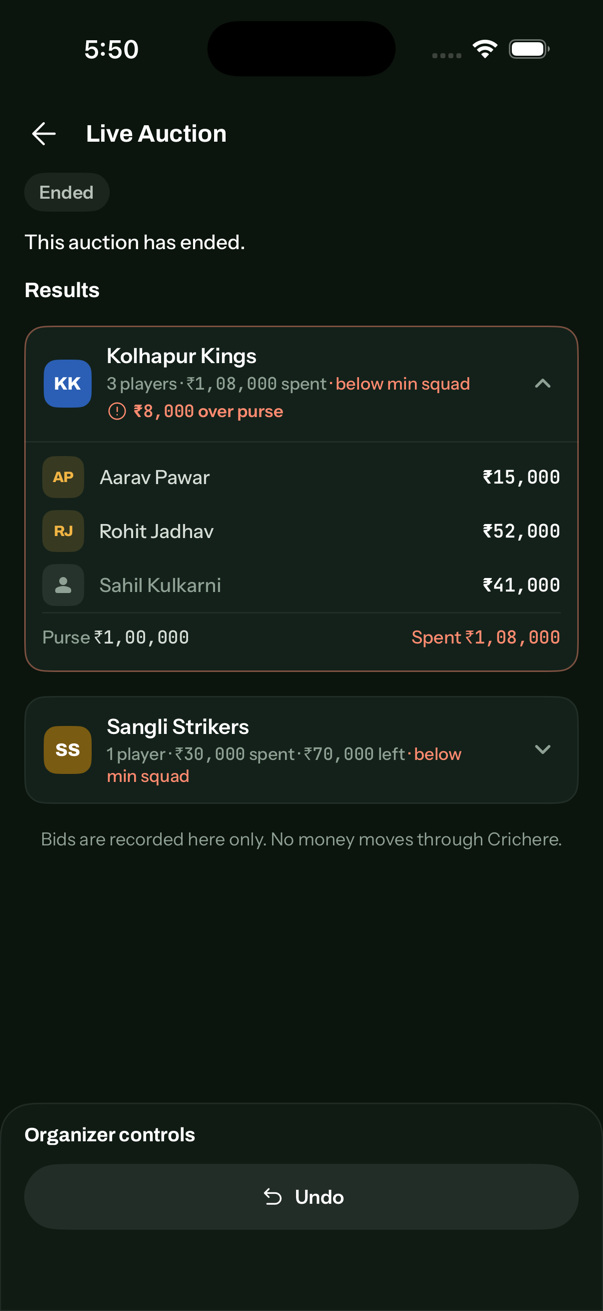 5:50
Live Auction
Ended
This auction has ended.
Results
KK
Kolhapur Kings
3 players · ₹1,08,000 spent · below min squad
₹8,000 over purse
AP Aarav Pawar ₹15,000
RJ Rohit Jadhav ₹52,000
Sahil Kulkarni ₹41,000
Purse ₹1,00,000 Spent ₹1,08,000
SS
Sangli Strikers
1 player · ₹30,000 spent · ₹70,000 left · below
min squad
Bids are recorded here only. No money moves through Crichere.
Organizer controls
Undo